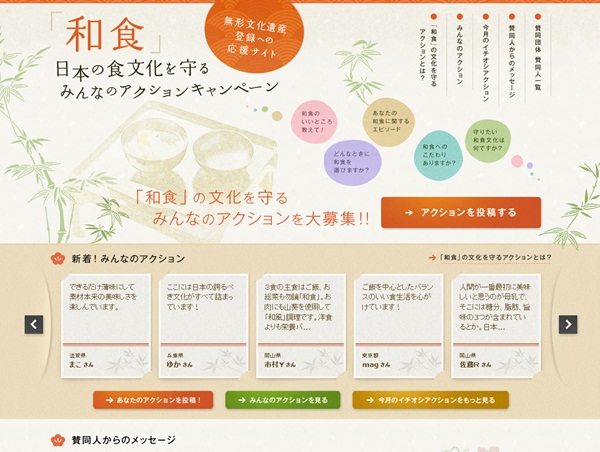 「和食」
日本の食文化を守る
みんなのアクションキャンペーン
無形文化遺産
登録への
応援サイト
「和食」の文化を守る
アクションとは?
みんなのアクション
今月のイチオシアクション
賛同人からのメッセージ
賛同団体 賛同人一覧
和食の
いいところ
教えて!
どんなときに
和食を
選びますか?
あなたの
和食に関する
エピソード
和食への
こだわり
ありますか?
守りたい
和食文化は
何ですか?
「和食」の文化を守る
みんなのアクションを大募集!!
アクションを投稿する
新着!みんなのアクション
「和食」の文化を守るアクションとは?
できるだけ薄味にして
素材本来の美味しさを
楽しんでいます。
滋賀県
まこ さん
ここには日本の誇るべ
き文化がすべて詰まっ
ています!
兵庫県
ゆか さん
3食の主食はご飯、お
総菜も勿論「和食」。お
肉にも山葵を使用して
「和風」調理です。洋食
よりも栄養バ...
岡山県
市村Y さん
ご飯を中心としたバラン
スのいい食生活を心が
けています!
東京都
mag さん
人間が一番最初に美味
しいと思うのが母乳で、
そこには糖分、脂肪、旨
味の3つが含まれている
とか。日本...
岡山県
佐藤R さん
あなたのアクションを投稿!
みんなのアクションを見る
今月のイチオシアクションをもっと見る
賛同人からのメッセージ